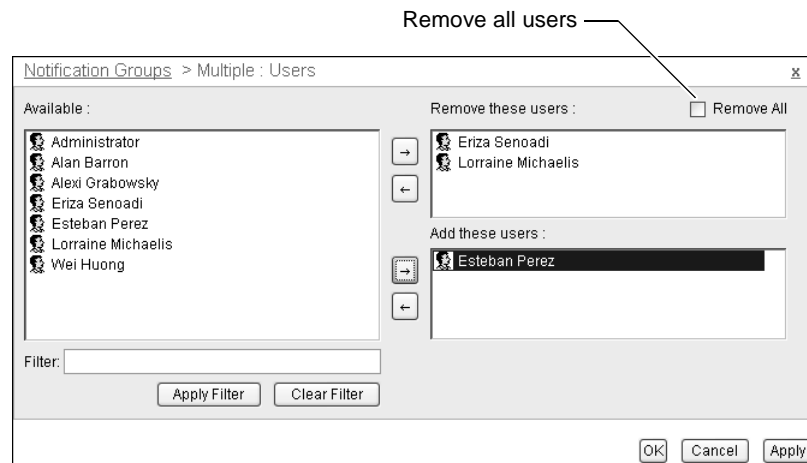 Remove all users
Notification Groups > Multiple : Users
x
Available :
Administrator
Alan Barron
Alexi Grabowsky
Eriza Senoadi
Esteban Perez
Lorraine Michaelis
Wei Huong
Filter:
Apply Filter Clear Filter
Remove these users : Remove All
→
←
Eriza Senoadi
Lorraine Michaelis
Add these users :
→
←
Esteban Perez
OK Cancel Apply